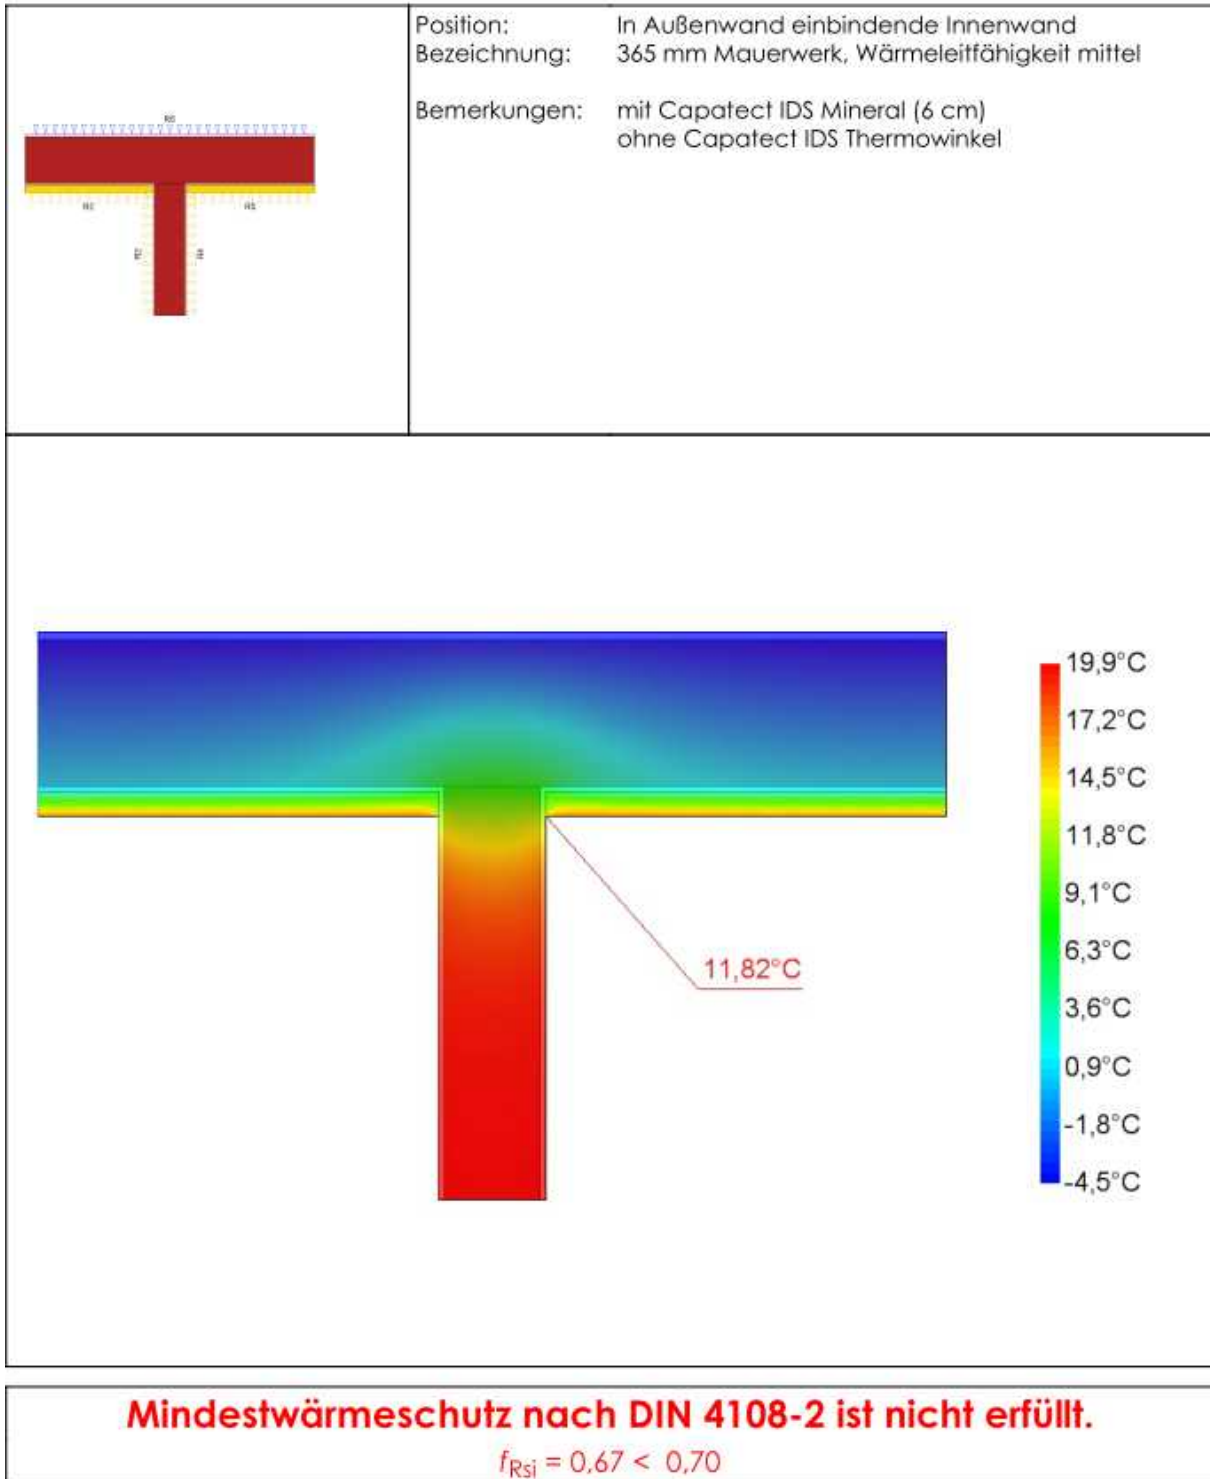 Position: In Außenwand einbindende Innenwand
Bezeichnung: 365 mm Mauerwerk, Wärmeleitfähigkeit mittel
Bemerkungen: mit Capatect IDS Mineral (6 cm)
ohne Capatect IDS Thermowinkel
19,9°C
17,2°C
14,5°C
11,8°C
9,1°C
6,3°C
3,6°C
0,9°C
-1,8°C
-4,5°C
11,82°C
Mindestwärmeschutz nach DIN 4108-2 ist nicht erfüllt.
fRsi = 0,67 < 0,70